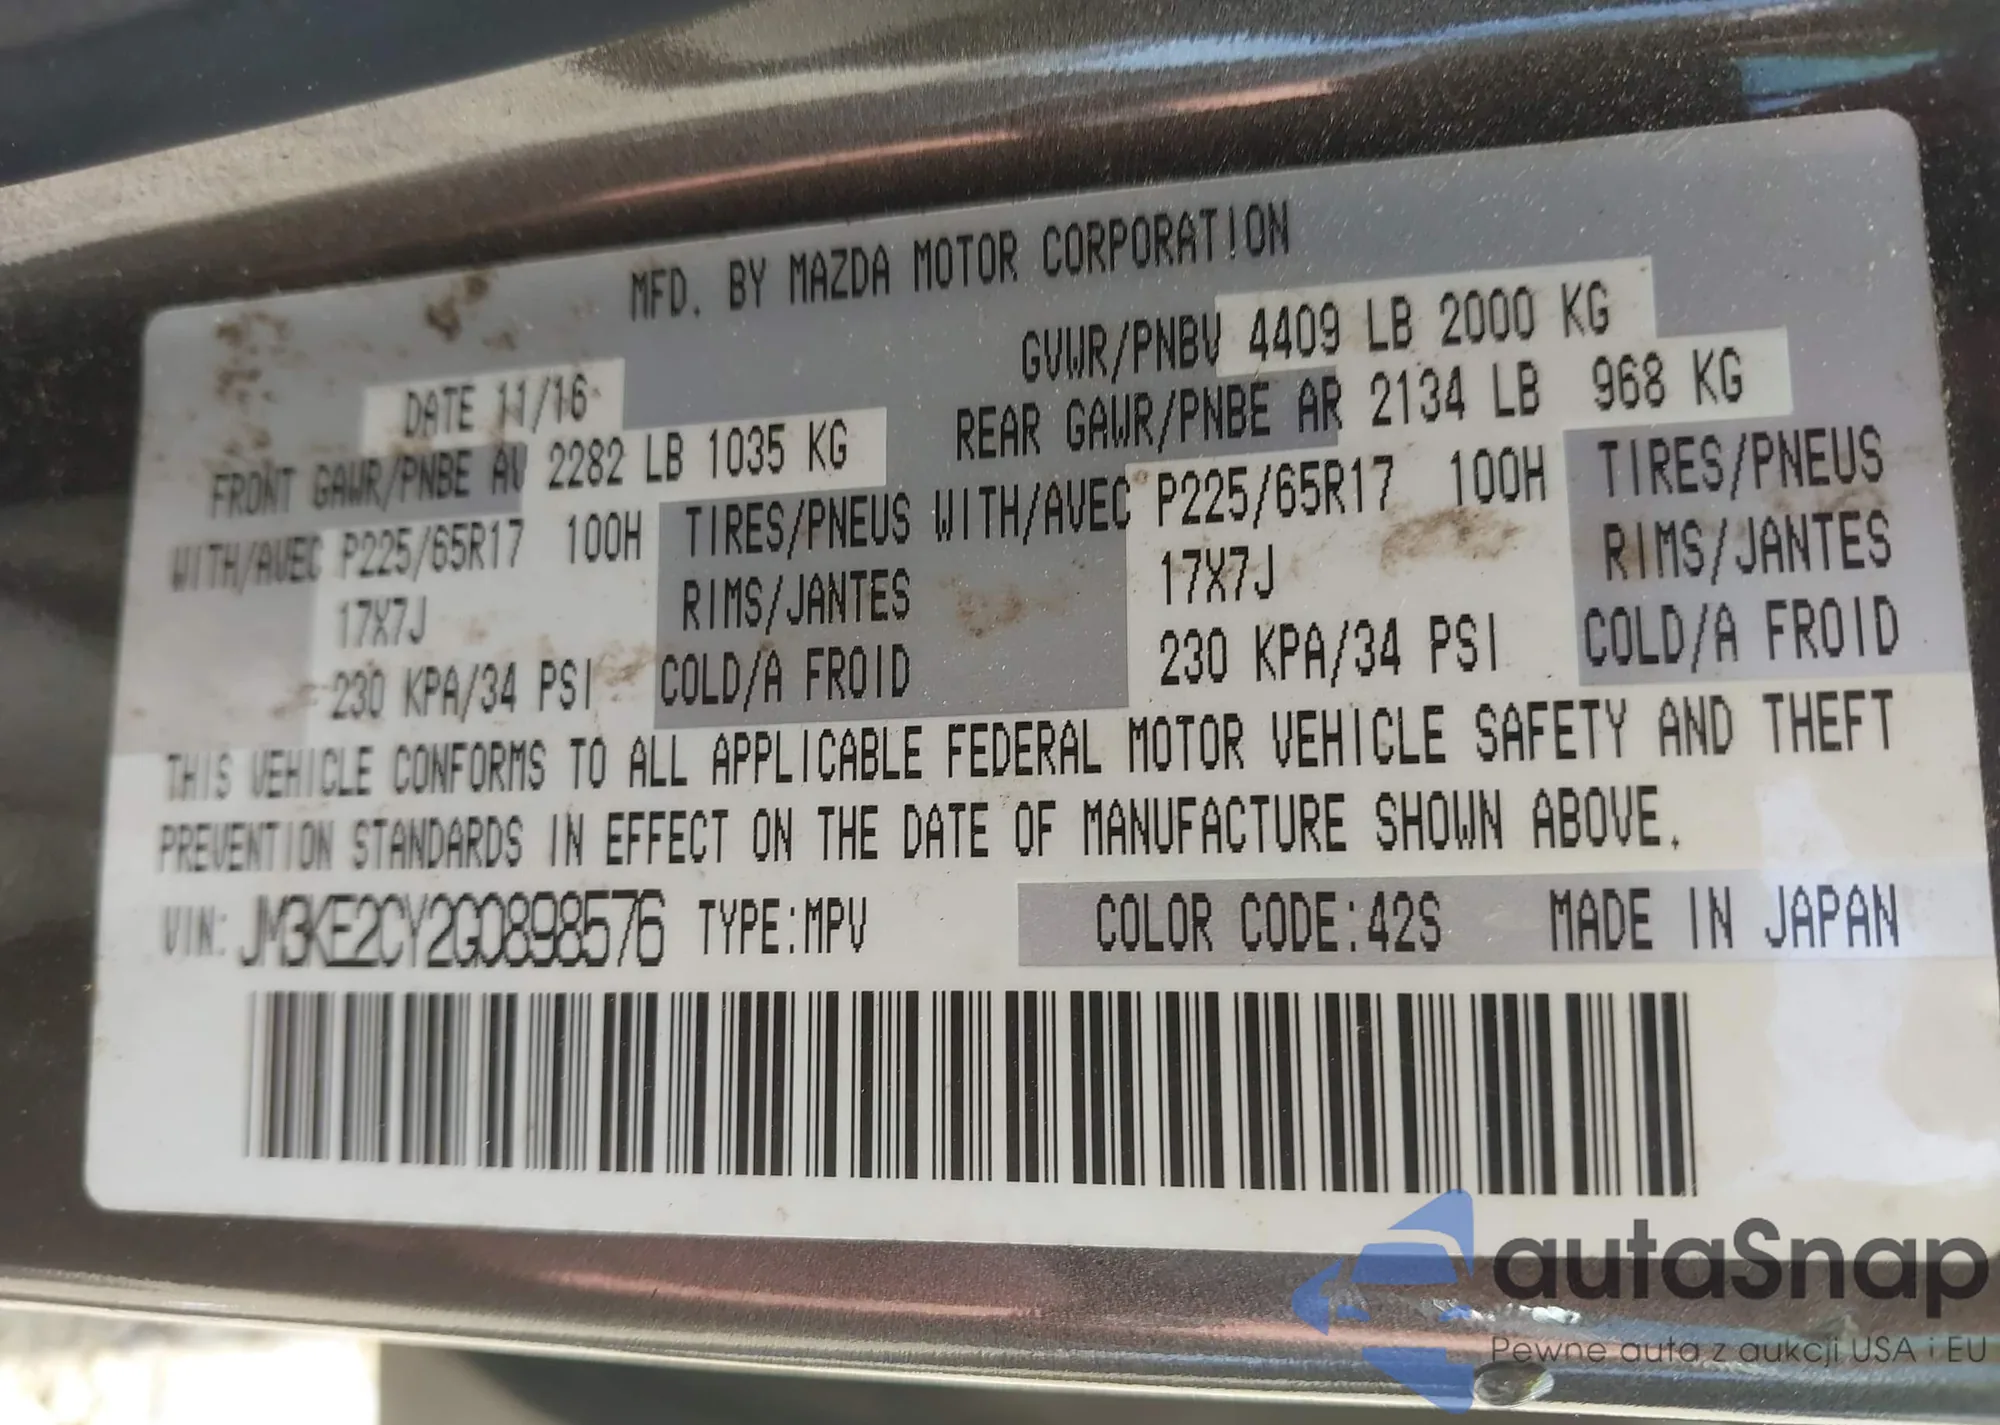 MFD. BY MAZDA MOTOR CORPORATION
DATE 11/16 GVWR/PNBV 4409 LB 2000 KG
FRONT GAWR/PNBE AV 2282 LB 1035 KG REAR GAWR/PNBE AR 2134 LB 968 KG
WITH/AVEC P225/65R17 100H TIRES/PNEUS WITH/AVEC P225/65R17 100H TIRES/PNEUS
17X7J RIMS/JANTES 17X7J RIMS/JANTES
230 KPA/34 PSI COLD/A FROID 230 KPA/34 PSI COLD/A FROID
THIS VEHICLE CONFORMS TO ALL APPLICABLE FEDERAL MOTOR VEHICLE SAFETY AND THEFT
PREVENTION STANDARDS IN EFFECT ON THE DATE OF MANUFACTURE SHOWN ABOVE.
VIN: JM3KE2CY2G0898576 TYPE:MPV COLOR CODE:42S MADE IN JAPAN
autaSnap
Pewne auta z aukcji USA i EU